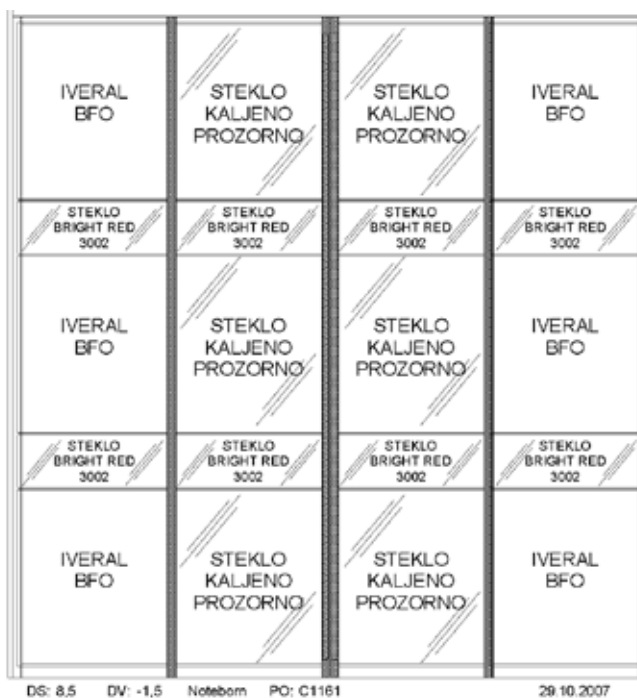 IVERAL
BFO
STEKLO
KALJENO
PROZORNO
STEKLO
KALJENO
PROZORNO
IVERAL
BFO
STEKLO
BRIGHT RED
3002
STEKLO
BRIGHT RED
3002
STEKLO
BRIGHT RED
3002
STEKLO
BRIGHT RED
3002
IVERAL
BFO
STEKLO
KALJENO
PROZORNO
STEKLO
KALJENO
PROZORNO
IVERAL
BFO
STEKLO
BRIGHT RED
3002
STEKLO
BRIGHT RED
3002
STEKLO
BRIGHT RED
3002
STEKLO
BRIGHT RED
3002
IVERAL
BFO
STEKLO
KALJENO
PROZORNO
STEKLO
KALJENO
PROZORNO
IVERAL
BFO
DS: 8,5 DV: -1,5 Noteborn PO: C1161 29.10.2007